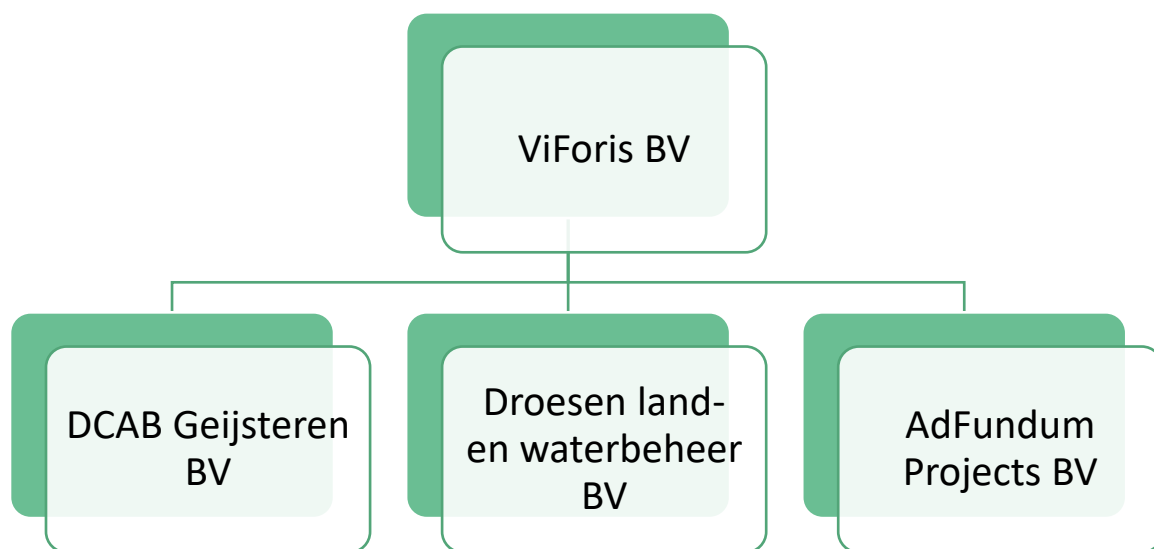 ViForis BV
DCAB Geijsteren
BV
Droesen land-
en waterbeheer
BV
AdFundum
Projects BV